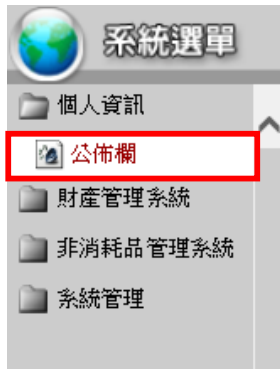 系統選單
個人資訊
公佈欄
財產管理系統
非消耗品管理系統
系統管理